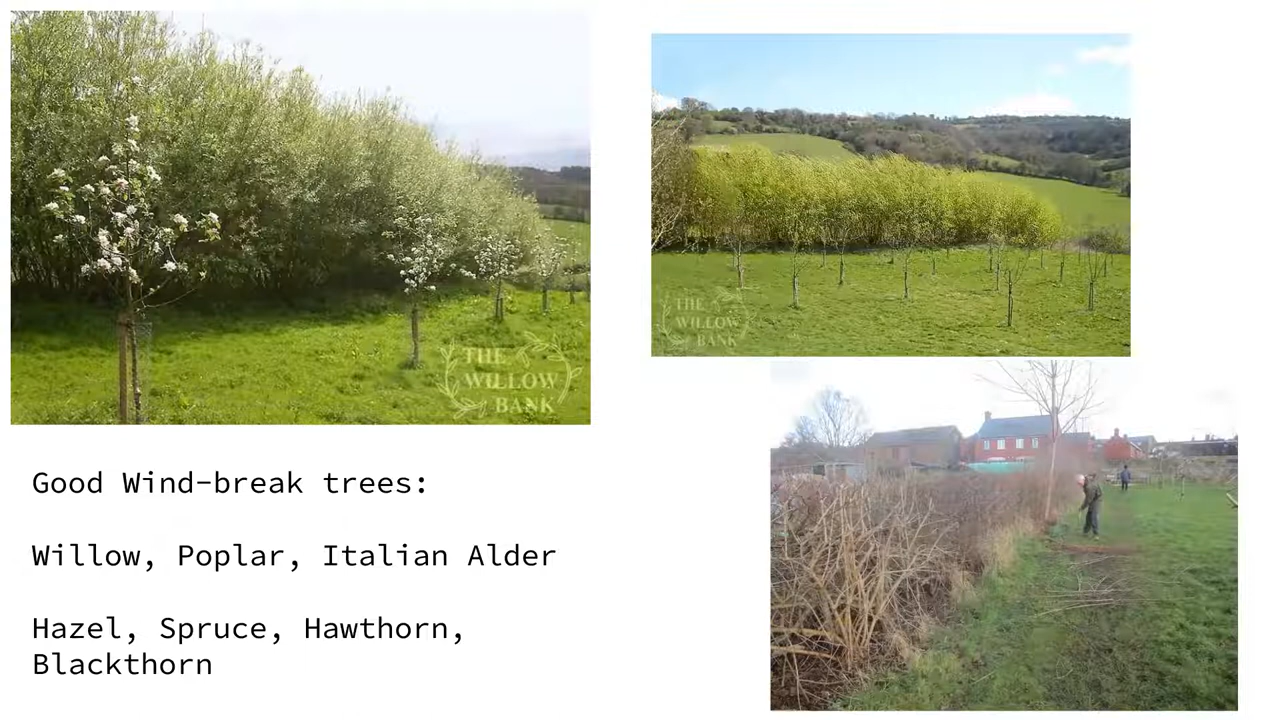 THE
WILLOW
BANK
THE
WILLOW
BANK
Good Wind-break trees:
Willow, Poplar, Italian Alder
Hazel, Spruce, Hawthorn,
Blackthorn